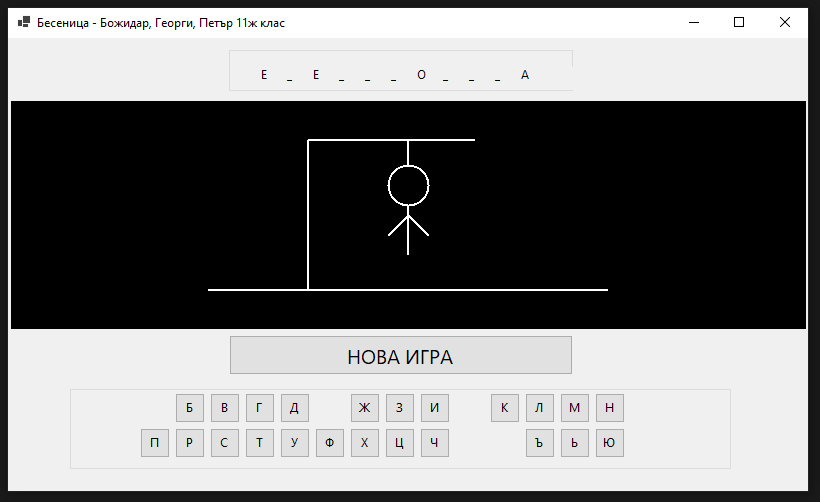 Бесеница - Божидар, Георги, Петър 11ж клас
Е _ Е _ _ _ О _ _ _ А
НОВА ИГРА
Б В Г Д Ж З И К Л М Н
П Р С Т У Ф Х Ц Ч Ъ Ь Ю